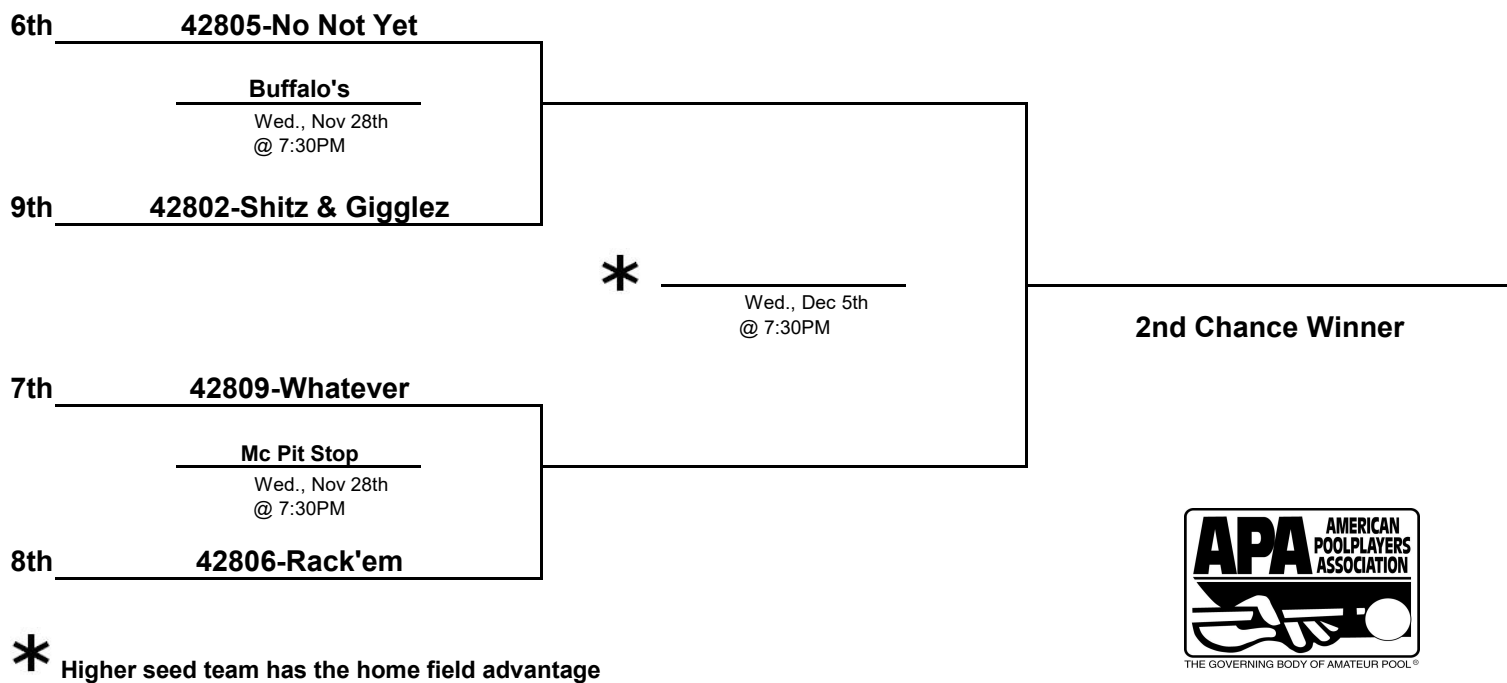 6th 42805-No Not Yet
Buffalo's
Wed., Nov 28th
@ 7:30PM
9th 42802-Shitz & Gigglez
*
Wed., Dec 5th
@ 7:30PM
2nd Chance Winner
7th 42809-Whatever
Mc Pit Stop
Wed., Nov 28th
@ 7:30PM
8th 42806-Rack'em
* Higher seed team has the home field advantage
APA AMERICAN
POOLPLAYERS
ASSOCIATION
THE GOVERNING BODY OF AMATEUR POOL®